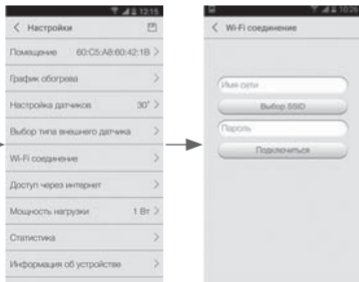 13:15
Настройки
Помещение 60:C5:A8:60:42:1B
График обогрева
Настройка датчиков 30°
Выбор типа внешнего датчика
Wi-Fi соединение
Доступ через интернет
Мощность нагрузки 1 Вт
Статистика
Информация об устройстве
Wi-Fi соединение
Имя сети
Выбор SSID
Пароль
Подключиться